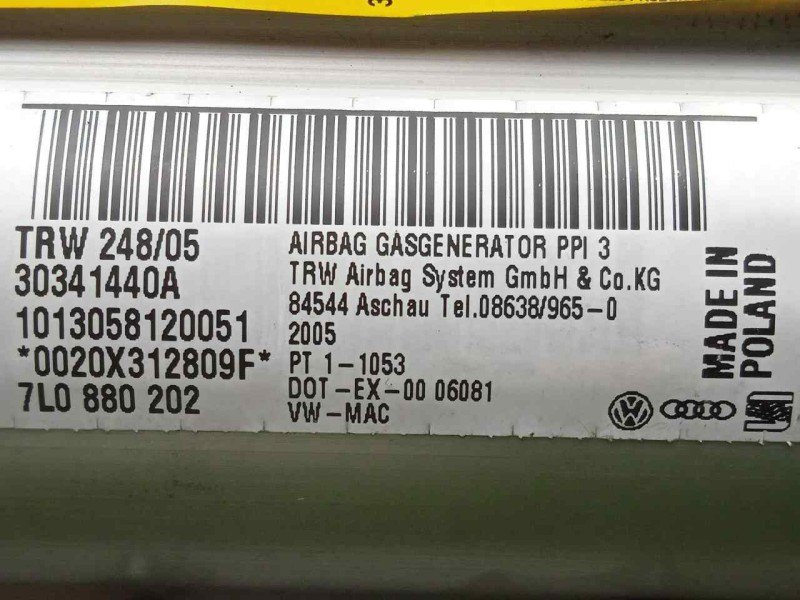 TRW 248/05
30341440A
1013058120051
*0020X312809F*
7L0 880 202
AIRBAG GASGENERATOR PPI 3
TRW Airbag System GmbH & Co.KG
84544 Aschau Tel.08638/965-0
2005
PT 1-1053
DOT-EX-00 06081
VW-MAC
MADE IN
POLAND